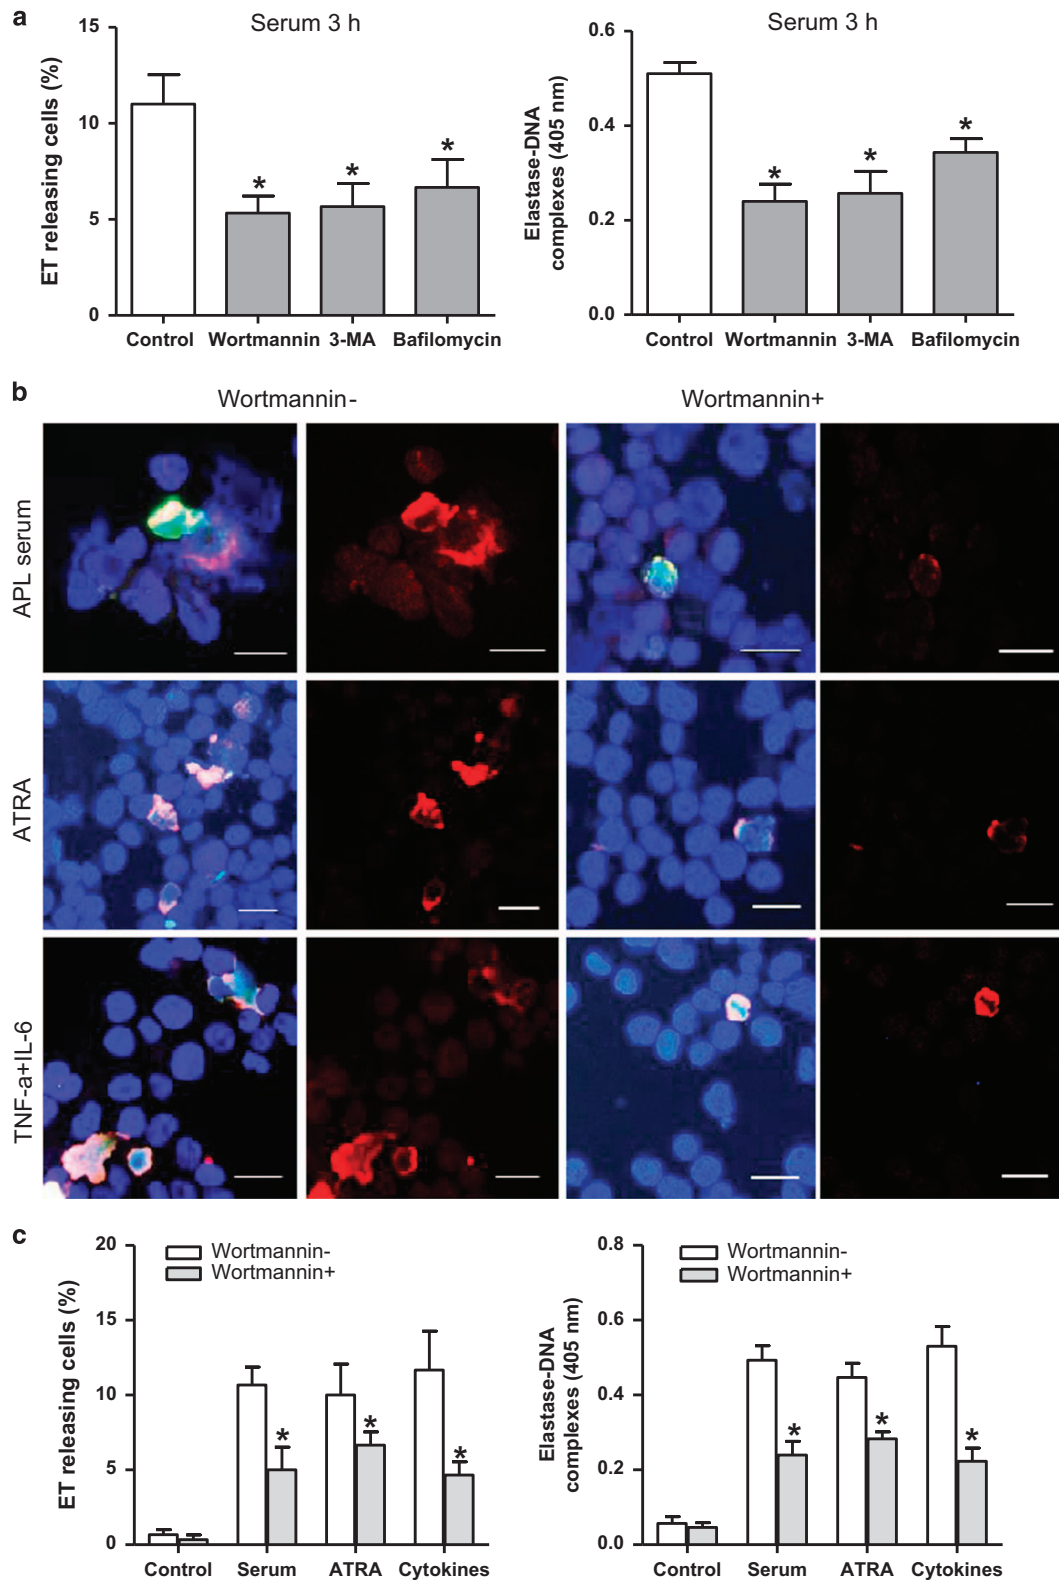 a
Serum 3 h
ET releasing cells (%)
15
10
5
0
*
*
*
Control Wortmannin 3-MA Bafilomycin
Serum 3 h
Elastase-DNA
complexes (405 nm)
0.6
0.4
0.2
0.0
*
*
*
Control Wortmannin 3-MA Bafilomycin
b
Wortmannin-
Wortmannin+
APL serum
ATRA
TNF-a+IL-6
c
ET releasing cells (%)
20
15
10
5
0
Wortmannin-
Wortmannin+
*
*
*
Control Serum ATRA Cytokines
Elastase-DNA
complexes (405 nm)
0.8
0.6
0.4
0.2
0.0
Wortmannin-
Wortmannin+
*
*
*
Control Serum ATRA Cytokines